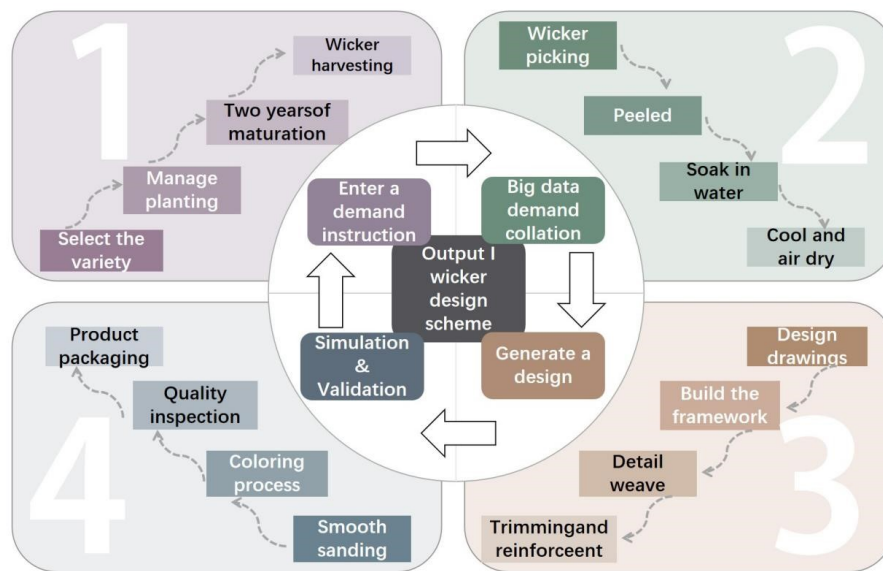 1
Wicker
harvesting
Two yearsof
maturation
Manage
planting
Select the
variety
2
Wicker
picking
Peeled
Soak in
water
Cool and
air dry
Enter a
demand
instruction
Big data
demand
collation
Output I
wicker
design
scheme
Simulation
&
Validation
Generate a
design
4
Product
packaging
Quality
inspection
Coloring
process
Smooth
sanding
3
Design
drawings
Build the
framework
Detail
weave
Trimmingand
reinforceent